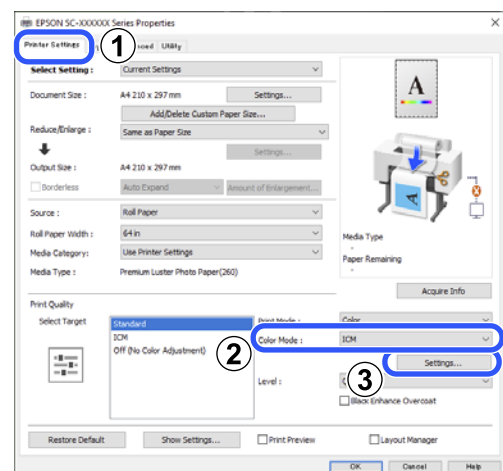 EPSON SC-XXXXXX Series Properties
Printer Settings 1 Utility
Select Setting : Current Settings
Document Size : A4 210 x 297 mm Settings...
Add/Delete Custom Paper Size...
Reduce/Enlarge : Same as Paper Size
Settings...
Output Size : A4 210 x 297 mm
Borderless Auto Expand Amount of Enlargement...
Source : Roll Paper
Roll Paper Width : 64 in
Media Category: Use Printer Settings
Media Type : Premium Luster Photo Paper(260)
A
Media Type
-
Paper Remaining
-
Acquire Info
Print Quality
Select Target
Standard
ICM
Off (No Color Adjustment)
Print Mode : Color
2 Color Mode : ICM
3 Settings...
Level :
Black Enhance Overcoat
Restore Default Show Settings... Print Preview Layout Manager
OK Cancel Help